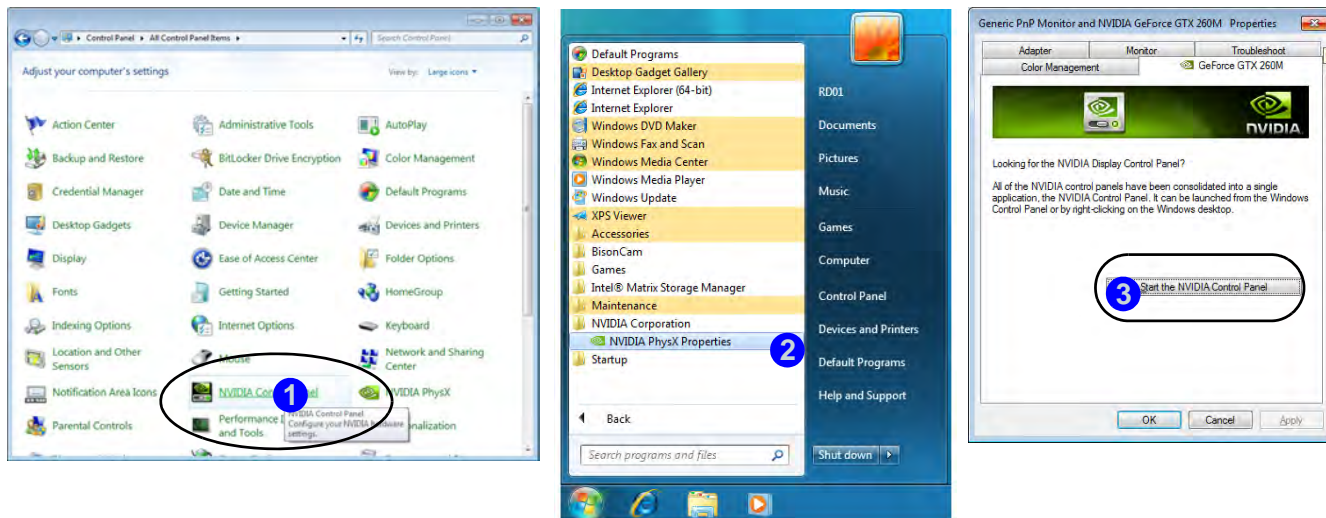 Control Panel ▸ All Control Panel Items ▸
Search Control Panel
Adjust your computer's settings
View by: Large icons
Action Center
Administrative Tools
AutoPlay
Backup and Restore
BitLocker Drive Encryption
Color Management
Credential Manager
Date and Time
Default Programs
Desktop Gadgets
Device Manager
Devices and Printers
Display
Ease of Access Center
Folder Options
Fonts
Getting Started
HomeGroup
Indexing Options
Internet Options
Keyboard
Location and Other
Sensors
Mouse
Network and Sharing
Center
Notification Area Icons
NVIDIA
1
NVIDIA PhysX
Parental Controls
Performance
and Tools
NVIDIA Control Panel
Configure your NVIDIA hardware
settings.
Default Programs
Desktop Gadget Gallery
Internet Explorer (64-bit)
Internet Explorer
Windows DVD Maker
Windows Fax and Scan
Windows Media Center
Windows Media Player
Windows Update
XPS Viewer
Accessories
BisonCam
Games
Intel® Matrix Storage Manager
Maintenance
NVIDIA Corporation
NVIDIA PhysX Properties
2
Startup
Back
Search programs and files
RD01
Documents
Pictures
Music
Games
Computer
Control Panel
Devices and Printers
Default Programs
Help and Support
Shut down
Generic PnP Monitor and NVIDIA GeForce GTX 260M Properties
Adapter
Monitor
Troubleshoot
Color Management
GeForce GTX 260M
NVIDIA
Looking for the NVIDIA Display Control Panel?
All of the NVIDIA control panels have been consolidated into a single
application, the NVIDIA Control Panel. It can be launched from the Windows
Control Panel or by right-clicking on the Windows desktop.
3
Start the NVIDIA Control Panel
OK
Cancel
Apply